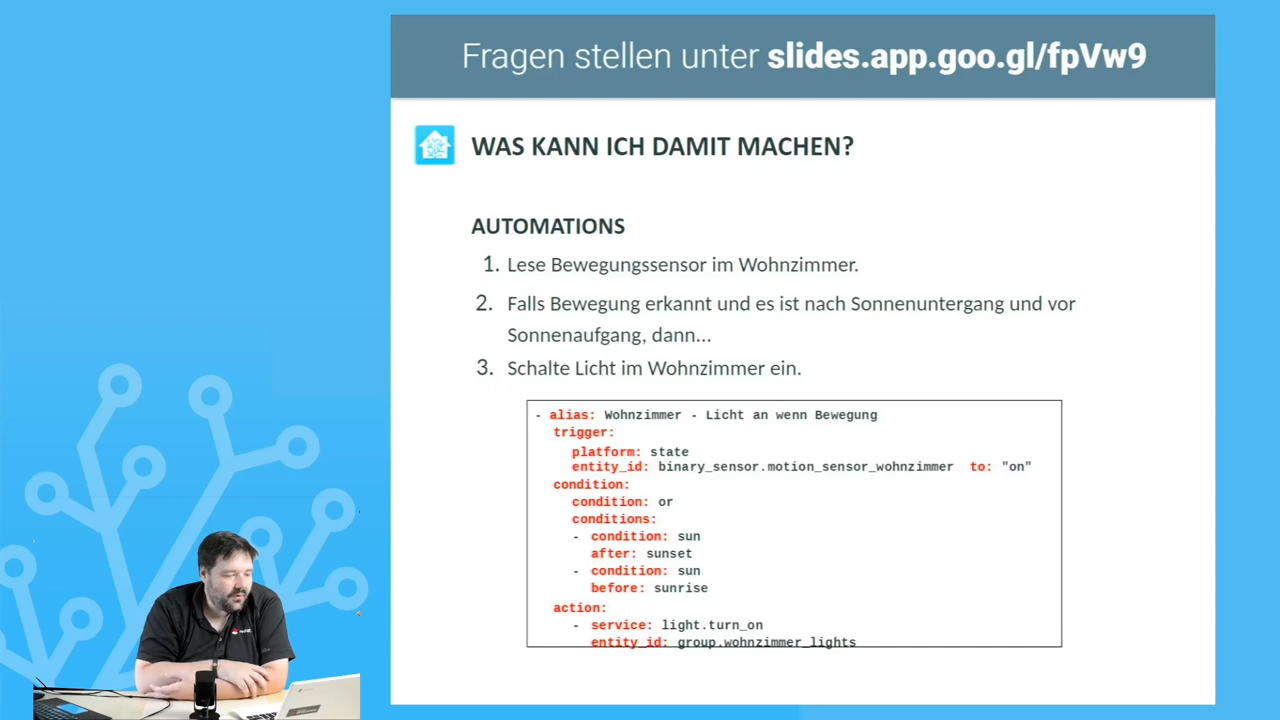 Fragen stellen unter slides.app.goo.gl/fpVw9
WAS KANN ICH DAMIT MACHEN?
AUTOMATIONS
1. Lese Bewegungssensor im Wohnzimmer.
2. Falls Bewegung erkannt und es ist nach Sonnenuntergang und vor
Sonnenaufgang, dann...
3. Schalte Licht im Wohnzimmer ein.
- alias: Wohnzimmer - Licht an wenn Bewegung
trigger:
platform: state
entity_id: binary_sensor.motion_sensor_wohnzimmer to: "on"
condition:
condition: or
conditions:
- condition: sun
after: sunset
- condition: sun
before: sunrise
action:
- service: light.turn_on
entity_id: group.wohnzimmer_lights